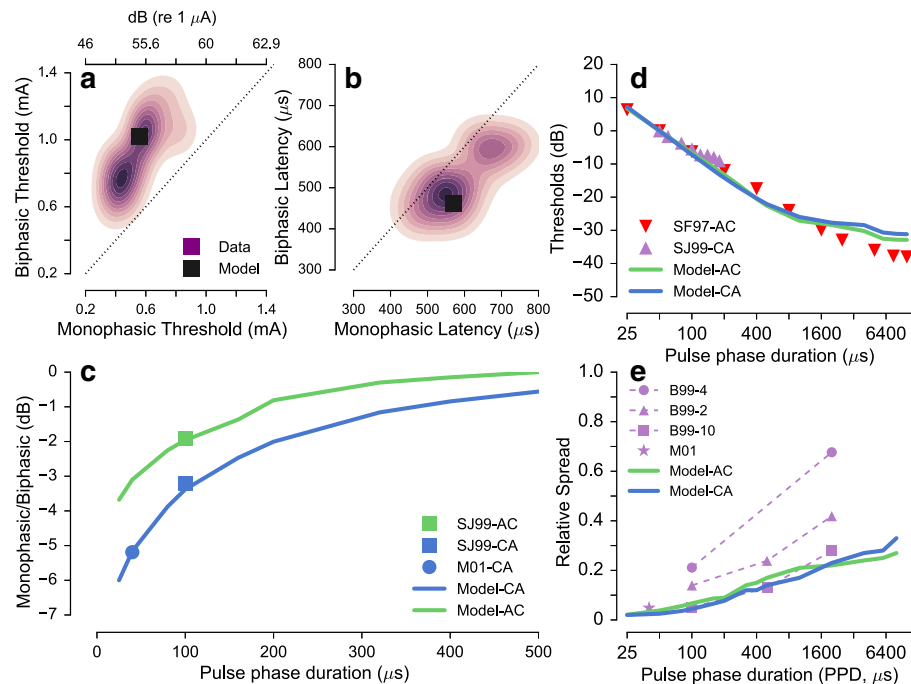 dB (re 1 μA)
46 55.6 60 62.9
a
Biphasic Threshold (mA)
1.4
1.0
0.6
0.2
Data
Model
0.2 0.6 1.0 1.4
Monophasic Threshold (mA)
b
Biphasic Latency (μs)
800
700
600
500
400
300
300 400 500 600 700 800
Monophasic Latency (μs)
d
Thresholds (dB)
20
10
0
−10
−20
−30
−40
−50
SF97-AC
SJ99-CA
Model-AC
Model-CA
25 100 400 1600 6400
Pulse phase duration (μs)
c
Monophasic/Biphasic (dB)
0
−1
−2
−3
−4
−5
−6
−7
SJ99-AC
SJ99-CA
M01-CA
Model-CA
Model-AC
0 100 200 300 400 500
Pulse phase duration (μs)
e
Relative Spread
1.0
0.8
0.6
0.4
0.2
0
B99-4
B99-2
B99-10
M01
Model-AC
Model-CA
25 100 400 1600 6400
Pulse phase duration (PPD, μs)